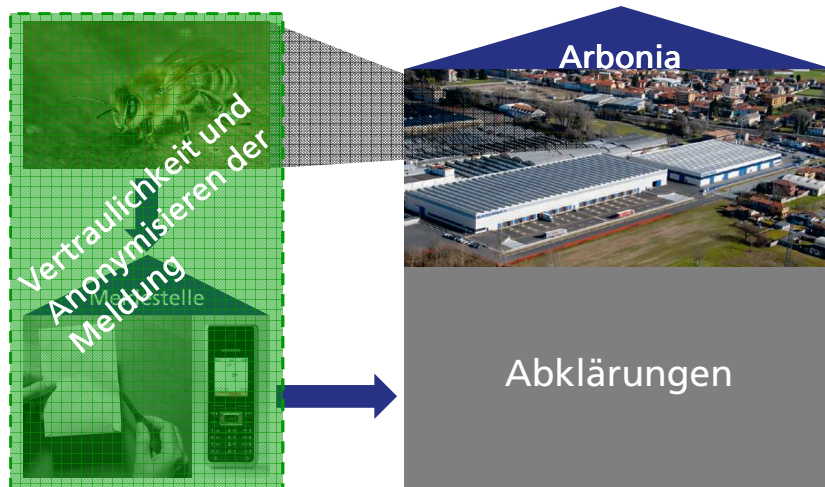 Vertraulichkeit und
Anonymisieren der
Meldung
Meldestelle
Arbonia
Abklärungen